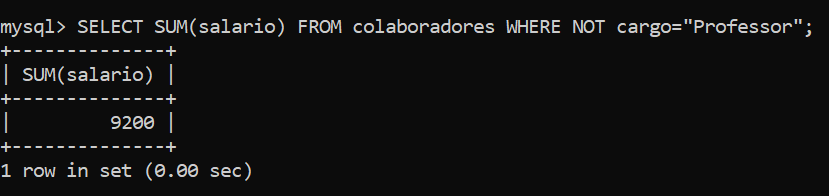 mysql> SELECT SUM(salario) FROM colaboradores WHERE NOT cargo="Professor";
+--------------+
| SUM(salario) |
+--------------+
|         9200 |
+--------------+
1 row in set (0.00 sec)